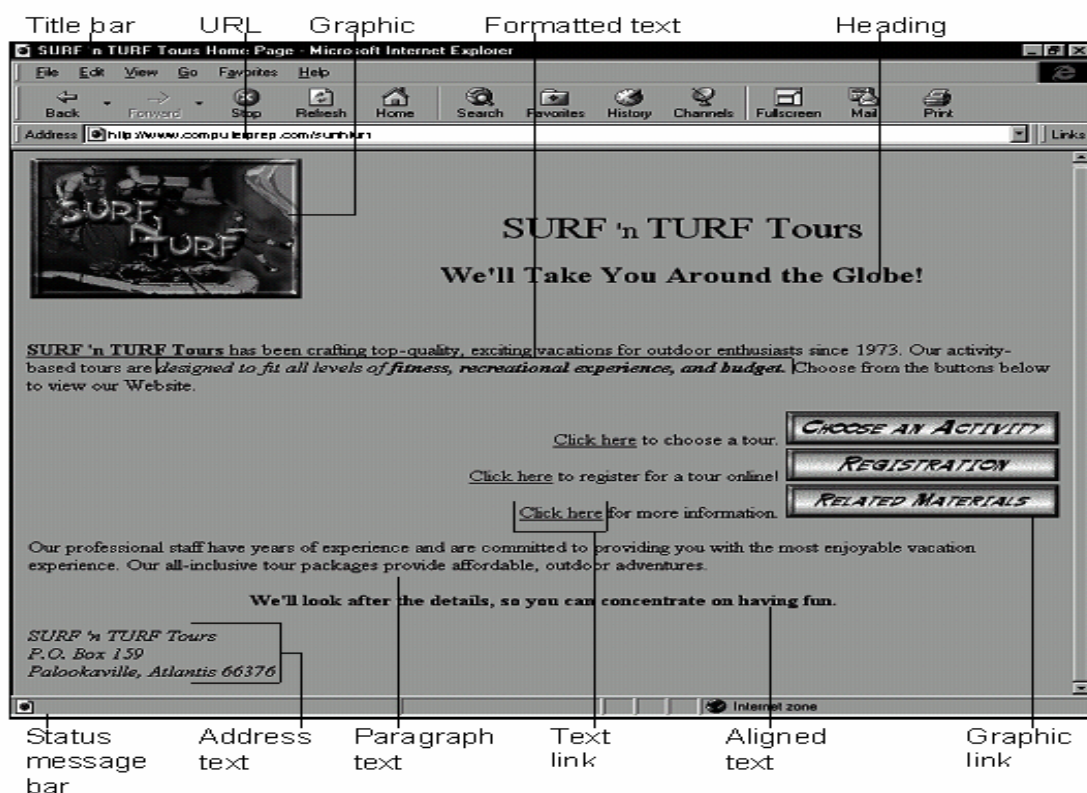 Title bar URL Graphic Formatted text Heading
SURF 'n TURF Tours Home Page - Microsoft Internet Explorer
File Edit View Go Favorites Help
Back Forward Stop Refresh Home Search Favorites History Channels Fullscreen Mail Print
Address http://www.computerprep.com/surfnturf Links
SURF 'N TURF
SURF 'n TURF Tours
We'll Take You Around the Globe!
SURF 'n TURF Tours has been crafting top-quality, exciting vacations for outdoor enthusiasts since 1973. Our activity-
based tours are designed to fit all levels of fitness, recreational experience, and budget. Choose from the buttons below
to view our Website.
Click here to choose a tour. CHOOSE AN ACTIVITY
Click here to register for a tour online! REGISTRATION
Click here for more information. RELATED MATERIALS
Our professional staff have years of experience and are committed to providing you with the most enjoyable vacation
experience. Our all-inclusive tour packages provide affordable, outdoor adventures.
We'll look after the details, so you can concentrate on having fun.
SURF 'n TURF Tours
P.O. Box 159
Palookaville, Atlantis 66376
Internet zone
Status message bar
Address text
Paragraph text
Text link
Aligned text
Graphic link